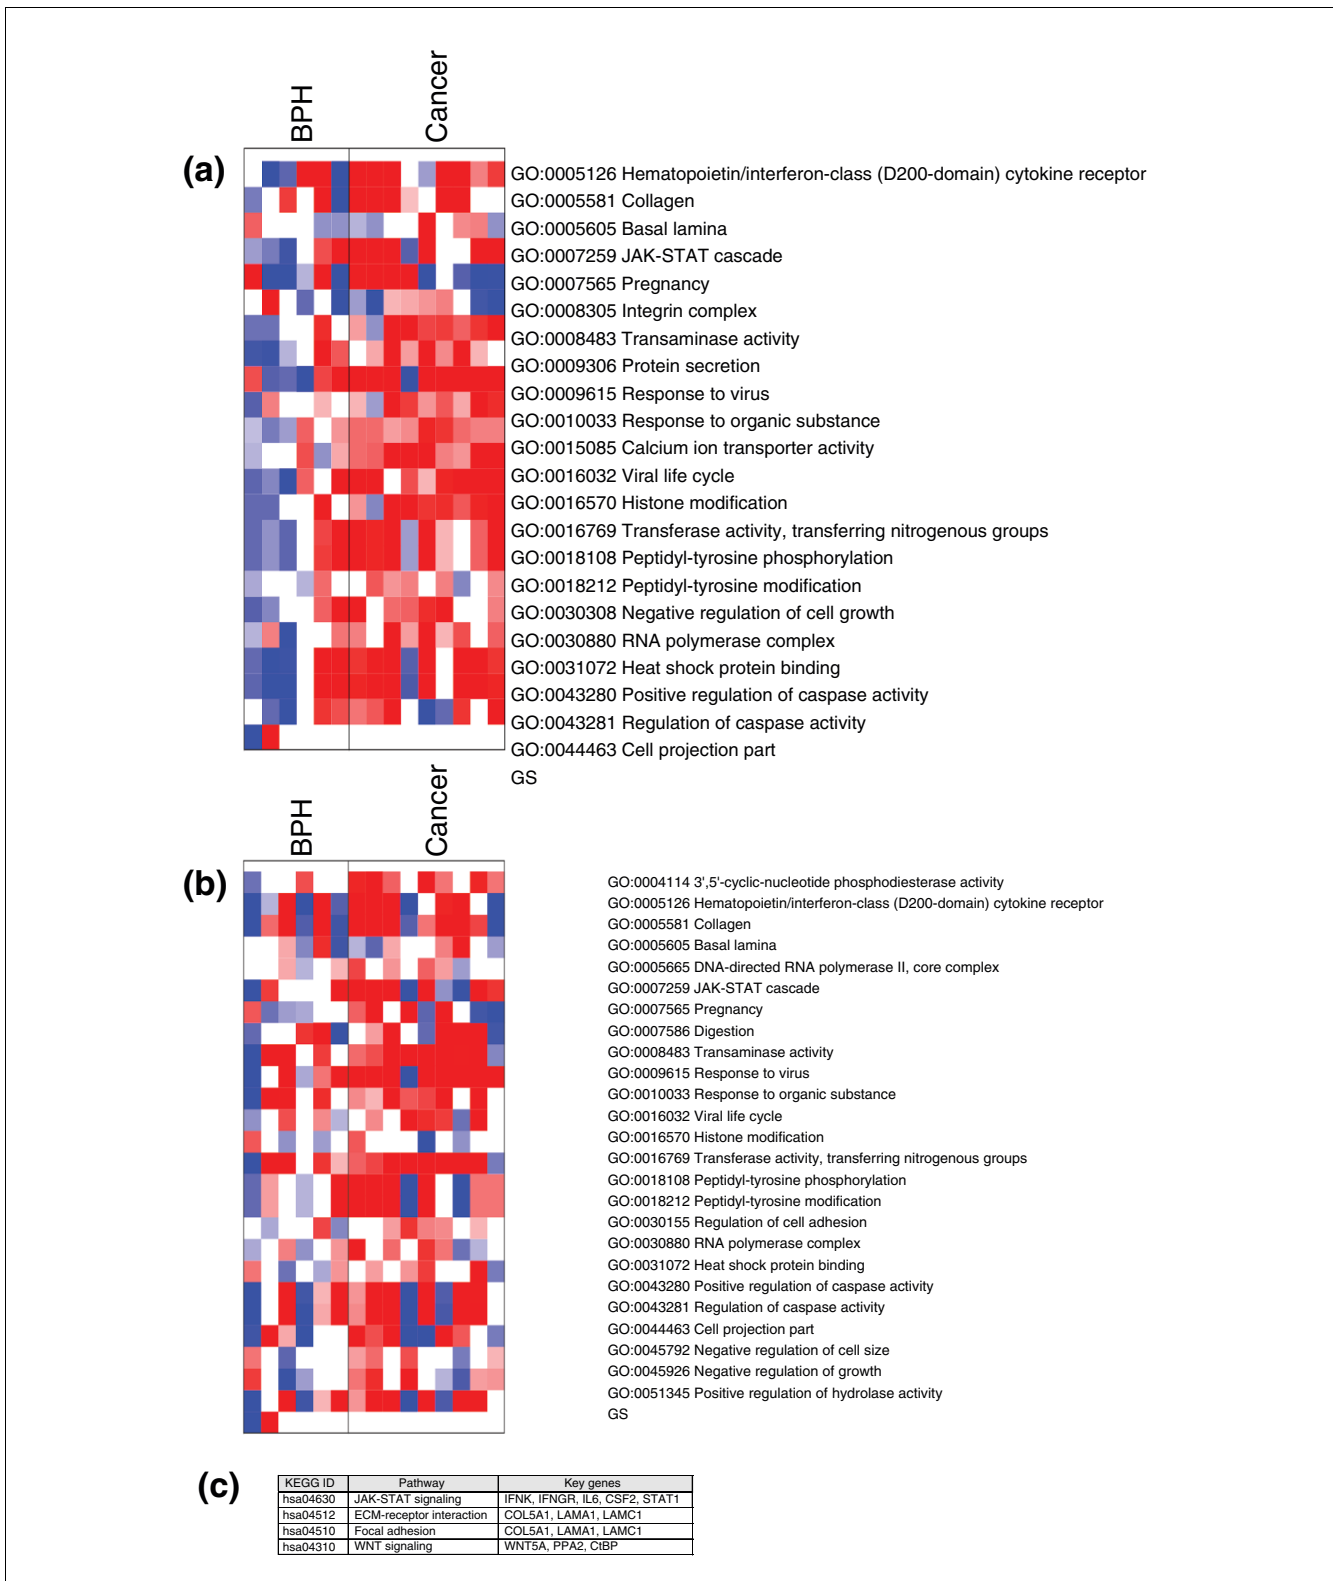 BPH
Cancer
(a)
GO:0005126 Hematopoietin/interferon-class (D200-domain) cytokine receptor
GO:0005581 Collagen
GO:0005605 Basal lamina
GO:0007259 JAK-STAT cascade
GO:0007565 Pregnancy
GO:0008305 Integrin complex
GO:0008483 Transaminase activity
GO:0009306 Protein secretion
GO:0009615 Response to virus
GO:0010033 Response to organic substance
GO:0015085 Calcium ion transporter activity
GO:0016032 Viral life cycle
GO:0016570 Histone modification
GO:0016769 Transferase activity, transferring nitrogenous groups
GO:0018108 Peptidyl-tyrosine phosphorylation
GO:0018212 Peptidyl-tyrosine modification
GO:0030308 Negative regulation of cell growth
GO:0030880 RNA polymerase complex
GO:0031072 Heat shock protein binding
GO:0043280 Positive regulation of caspase activity
GO:0043281 Regulation of caspase activity
GO:0044463 Cell projection part
GS
BPH
Cancer
(b)
GO:0004114 3',5'-cyclic-nucleotide phosphodiesterase activity
GO:0005126 Hematopoietin/interferon-class (D200-domain) cytokine receptor
GO:0005581 Collagen
GO:0005605 Basal lamina
GO:0005665 DNA-directed RNA polymerase II, core complex
GO:0007259 JAK-STAT cascade
GO:0007565 Pregnancy
GO:0007586 Digestion
GO:0008483 Transaminase activity
GO:0009615 Response to virus
GO:0010033 Response to organic substance
GO:0016032 Viral life cycle
GO:0016570 Histone modification
GO:0016769 Transferase activity, transferring nitrogenous groups
GO:0018108 Peptidyl-tyrosine phosphorylation
GO:0018212 Peptidyl-tyrosine modification
GO:0030155 Regulation of cell adhesion
GO:0030880 RNA polymerase complex
GO:0031072 Heat shock protein binding
GO:0043280 Positive regulation of caspase activity
GO:0043281 Regulation of caspase activity
GO:0044463 Cell projection part
GO:0045792 Negative regulation of cell size
GO:0045926 Negative regulation of growth
GO:0051345 Positive regulation of hydrolase activity
GS
(c)
KEGG ID Pathway Key genes
hsa04630 JAK-STAT signaling IFNK, IFNGR, IL6, CSF2, STAT1
hsa04512 ECM-receptor interaction COL5A1, LAMA1, LAMC1
hsa04510 Focal adhesion COL5A1, LAMA1, LAMC1
hsa04310 WNT signaling WNT5A, PPA2, CtBP